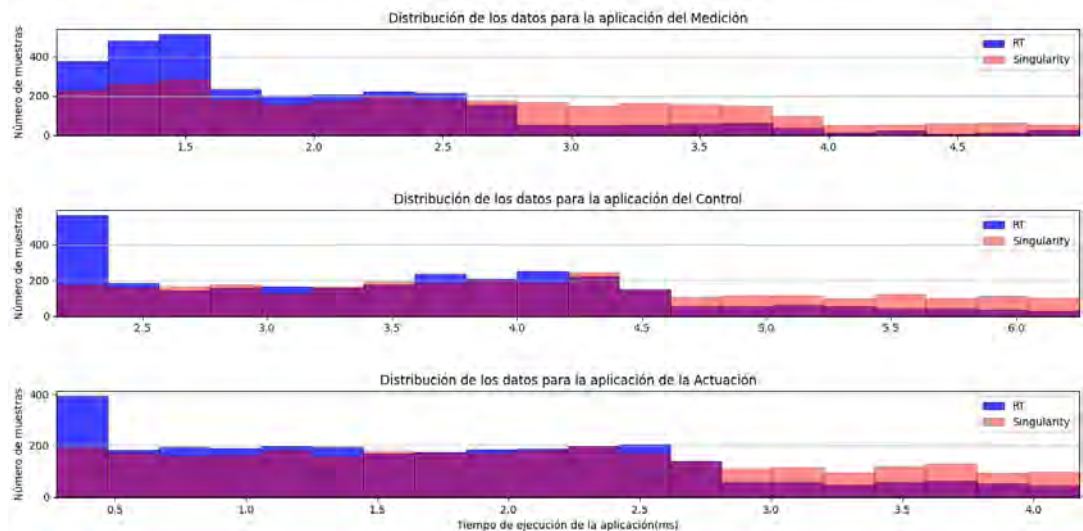 Distribución de los datos para la aplicación del Medición
Número de muestras
400
200
0
RT
Singularity
1.5 2.0 2.5 3.0 3.5 4.0 4.5
Distribución de los datos para la aplicación del Control
Número de muestras
400
200
0
RT
Singularity
2.5 3.0 3.5 4.0 4.5 5.0 5.5 6.0
Distribución de los datos para la aplicación de la Actuación
Número de muestras
400
200
0
RT
Singularity
0.5 1.0 1.5 2.0 2.5 3.0 3.5 4.0
Tiempo de ejecución de la aplicación(ms)